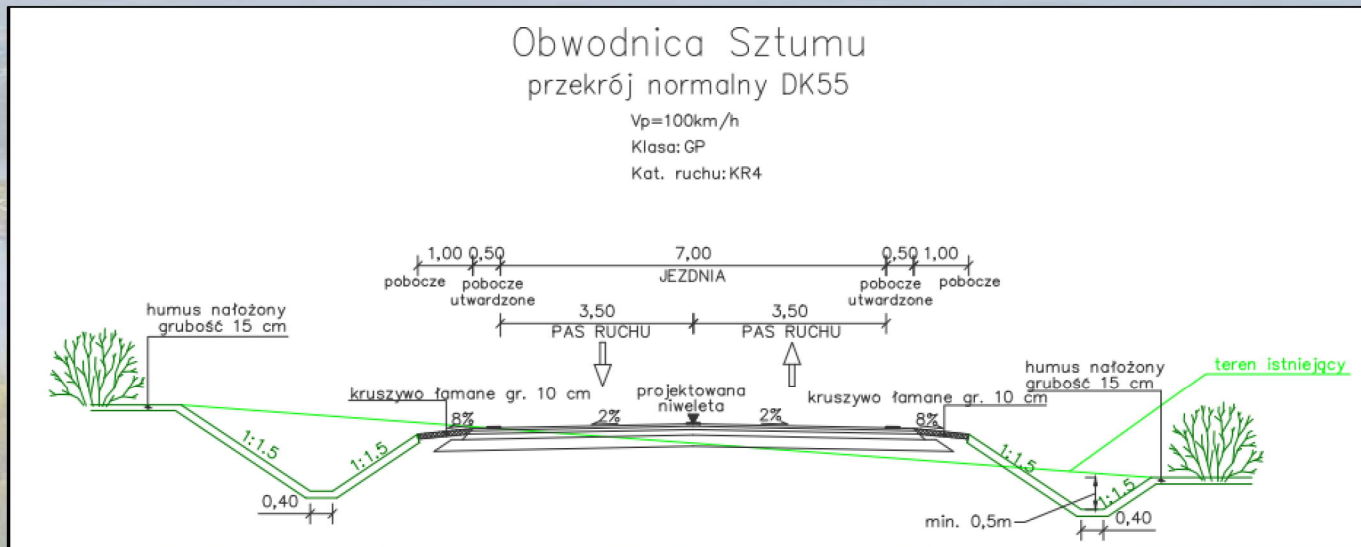 Obwodnica Sztumu
przekrój normalny DK55
Vp=100km/h
Klasa: GP
Kat. ruchu: KR4
1,00 0,50 7,00 0,50 1,00
JEZDNIA
pobocze pobocze utwardzone
pobocze utwardzone pobocze
3,50 3,50
PAS RUCHU PAS RUCHU
humus nałożony
grubość 15 cm
humus nałożony
grubość 15 cm
teren istniejący
kruszywo łamane gr. 10 cm
projektowana
niweleta
kruszywo łamane gr. 10 cm
8% 2% 2% 8%
1:1.5 1:1.5 1:1.5 1:1.5
0,40
min. 0,5m
0,40